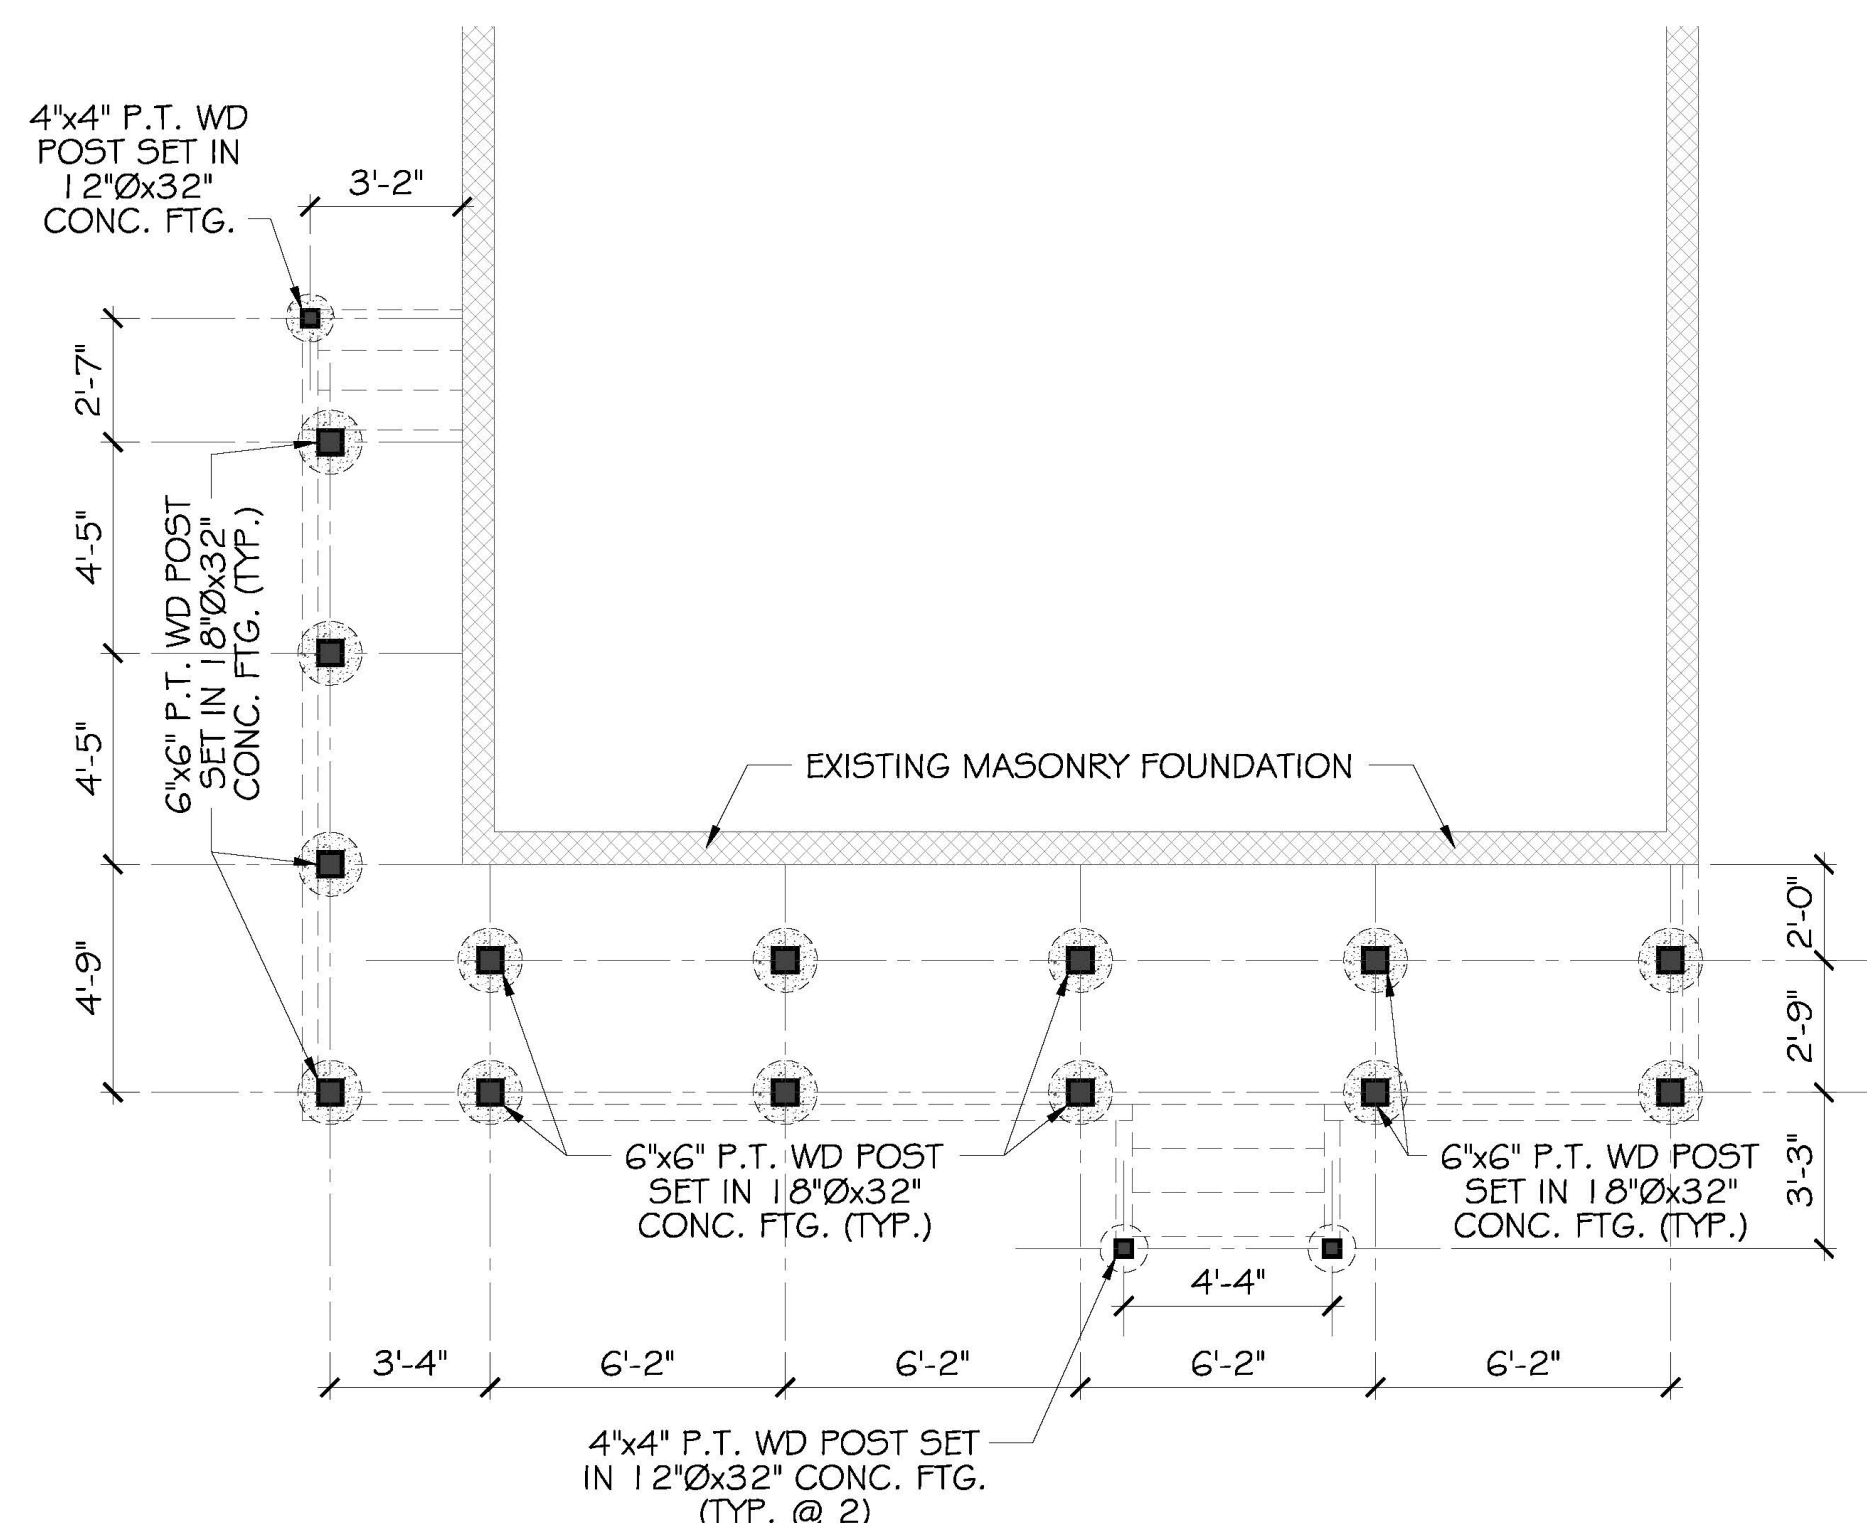 4"x4" P.T. WD
POST SET IN
12"Øx32"
CONC. FTG.
3'-2"
2'-7"
4'-5"
4'-5"
4'-9"
6"x6" P.T. WD POST
SET IN 18"Øx32"
CONC. FTG. (TYP.)
EXISTING MASONRY FOUNDATION
2'-0"
2'-9"
3'-3"
6"x6" P.T. WD POST
SET IN 18"Øx32"
CONC. FTG. (TYP.)
6"x6" P.T. WD POST
SET IN 18"Øx32"
CONC. FTG. (TYP.)
4'-4"
3'-4"
6'-2"
6'-2"
6'-2"
6'-2"
4"x4" P.T. WD POST SET
IN 12"Øx32" CONC. FTG.
(TYP. @ 2)